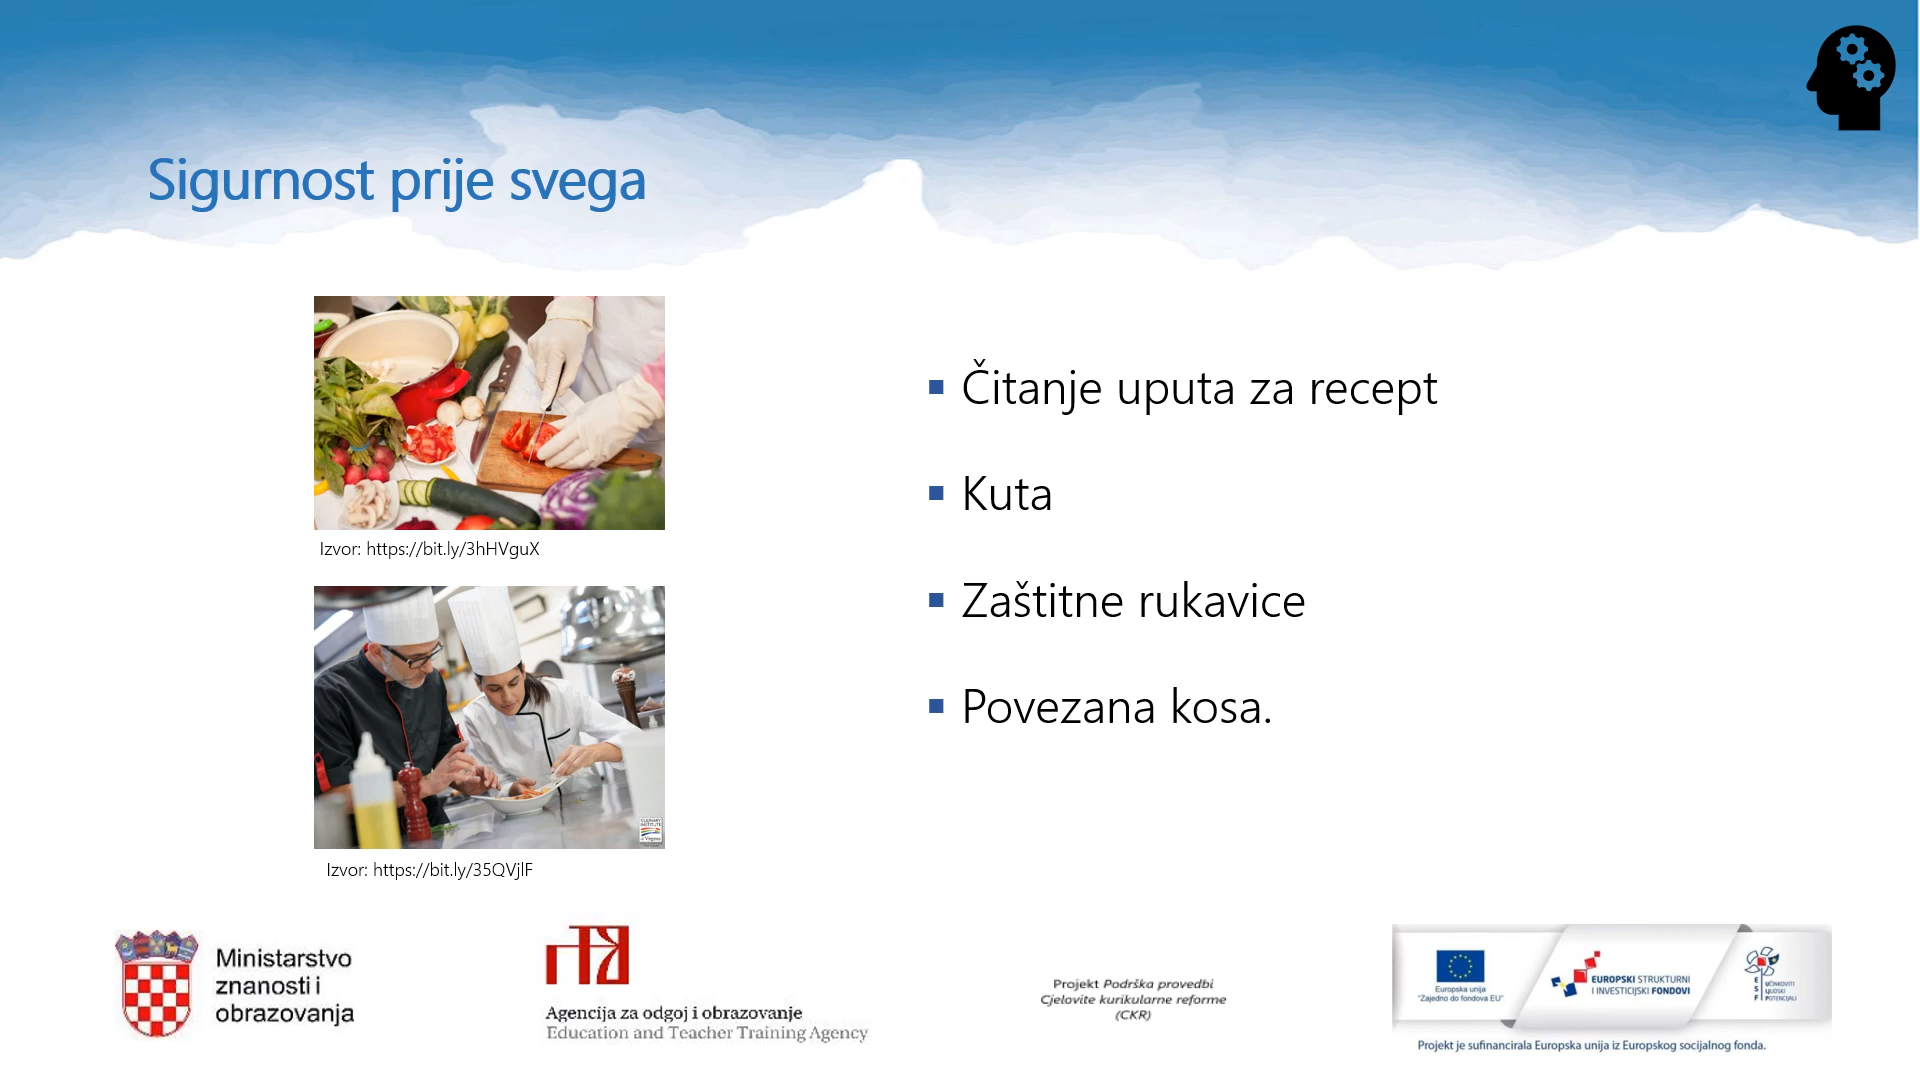 Sigurnost prije svega
Izvor: https://bit.ly/3hHVguX
Izvor: https://bit.ly/35QVjlF
▪ Čitanje uputa za recept
▪ Kuta
▪ Zaštitne rukavice
▪ Povezana kosa.
Ministarstvo
znanosti i
obrazovanja
Agencija za odgoj i obrazovanje
Education and Teacher Training Agency
Projekt Podrška provedbi
Cjelovite kurikularne reforme
(CKR)
Europska unija
"Zajedno do fondova EU"
EUROPSKI STRUKTURNI
I INVESTICIJSKI FONDOVI
ESF
UČINKOVITI
LJUDSKI
POTENCIJALI
Projekt je sufinancirala Europska unija iz Europskog socijalnog fonda.